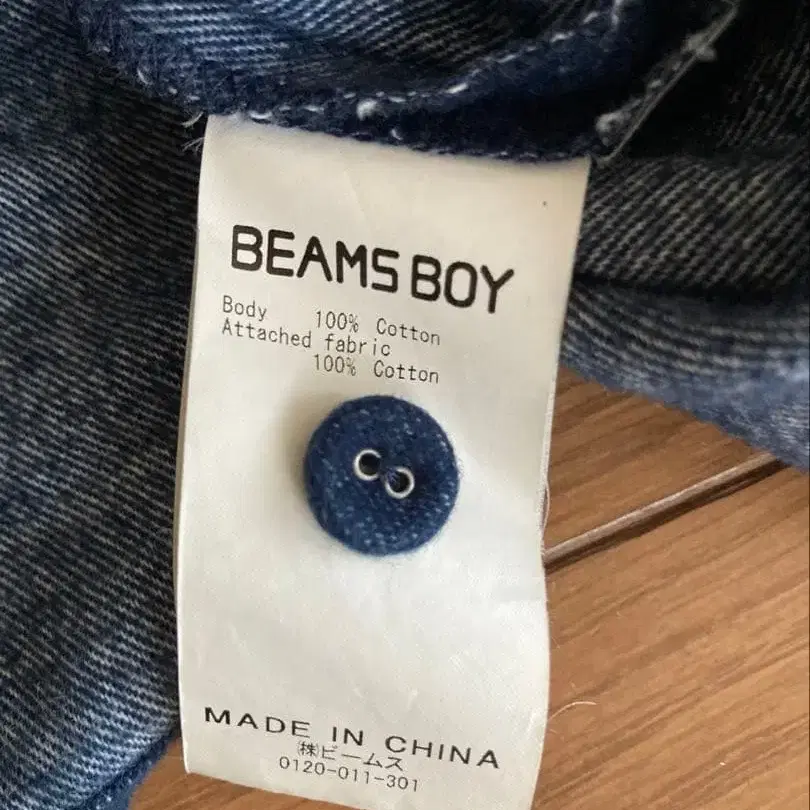 BEAMS BOY
Body 100% Cotton
Attached fabric
100% Cotton
MADE IN CHINA
㈱ビームス
0120-011-301